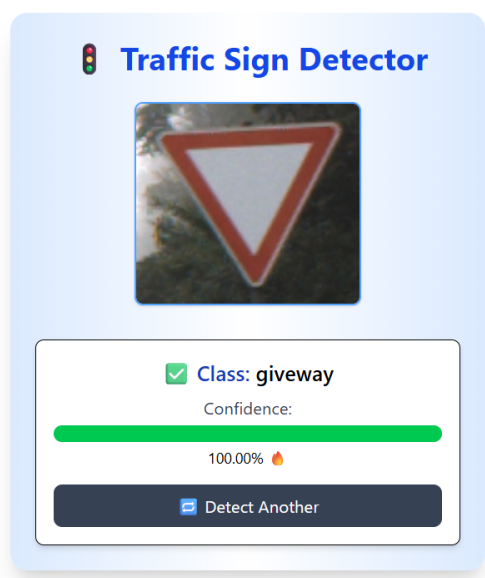 🚦 Traffic Sign Detector
✅ Class: giveway
Confidence:
100.00% 🔥
🔁 Detect Another